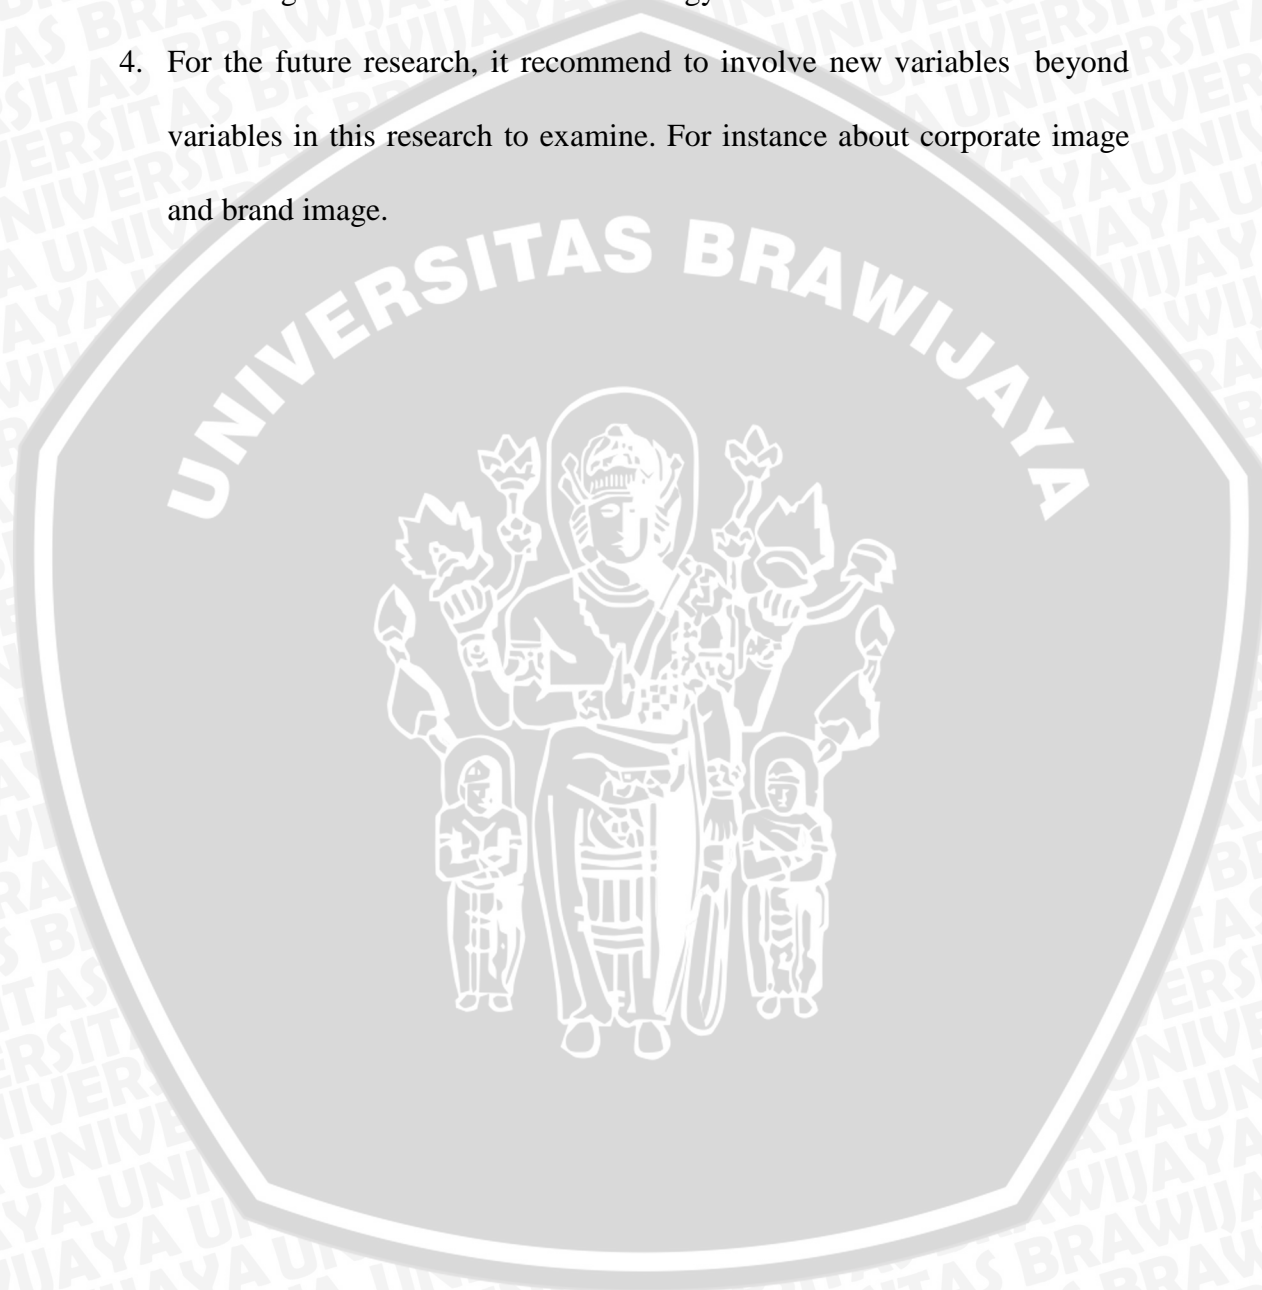 4. For the future research, it recommend to involve new variables beyond
variables in this research to examine. For instance about corporate image
and brand image.
UNIVERSITAS BRAWIJAYA